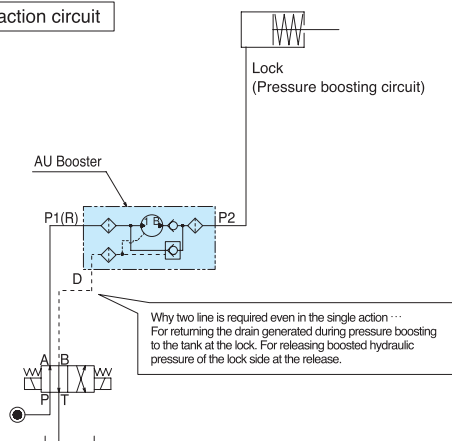 action circuit
Lock
(Pressure boosting circuit)
AU Booster
P1(R)
1 B
P2
D
Why two line is required even in the single action ···
For returning the drain generated during pressure boosting
to the tank at the lock. For releasing boosted hydraulic
pressure of the lock side at the release.
A B
P T